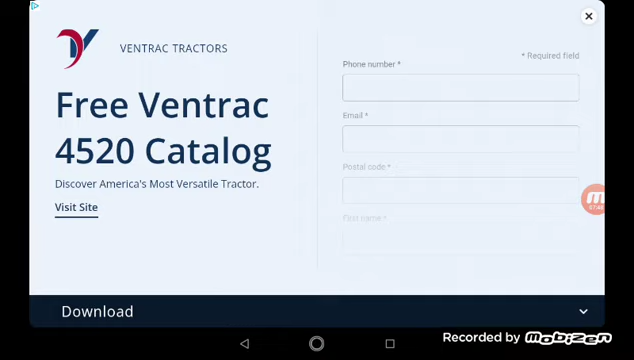 VENTRAC TRACTORS
Free Ventrac
4520 Catalog
Discover America's Most Versatile Tractor.
Visit Site
* Required field
Phone number *
Email *
Postal code *
First name *
Download
Recorded by mobizen